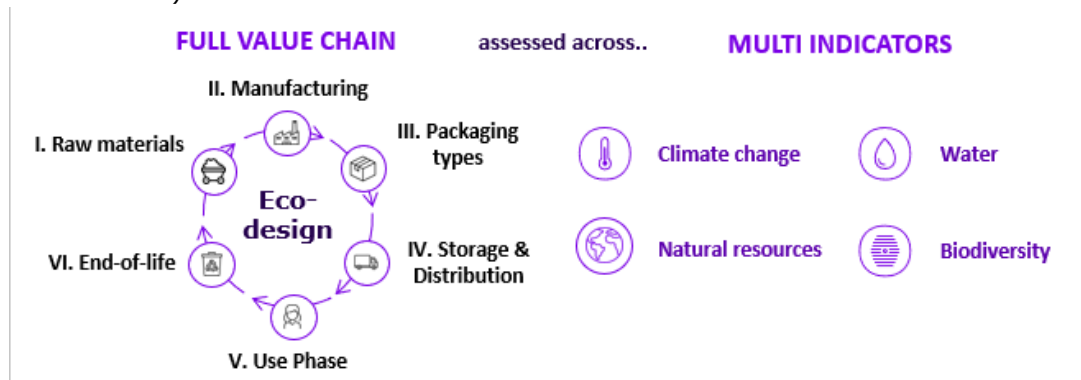 )
FULL VALUE CHAIN
assessed across..
MULTI INDICATORS
II. Manufacturing
I. Raw materials
III. Packaging
types
Eco-
design
VI. End-of-life
IV. Storage &
Distribution
V. Use Phase
Climate change
Water
Natural resources
Biodiversity